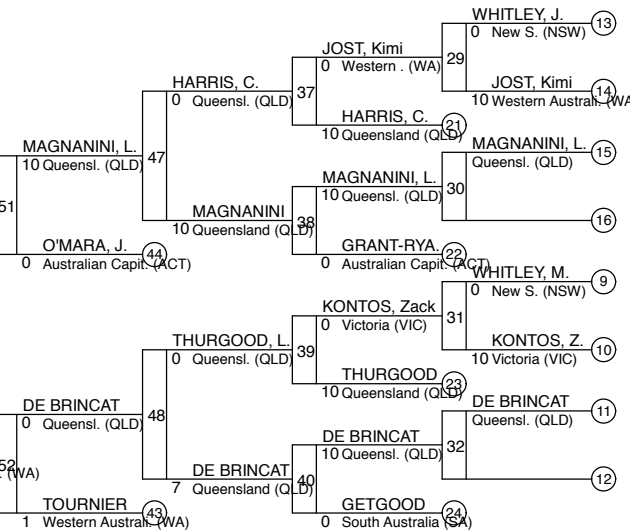 WHITLEY, J. 13
0 New S. (NSW)
JOST, Kimi 29
0 Western . (WA)
HARRIS, C. JOST, Kimi 14
0 Queensl. (QLD) 37 10 Western Australi. (WA
HARRIS, C. 21
10 Queensland (QLD)
MAGNANINI, L. 47 MAGNANINI, L. 15
10 Queensl. (QLD) Queensl. (QLD)
MAGNANINI, L. 30
10 Queensl. (QLD)
51 MAGNANINI 38 16
10 Queensland (QLD)
O'MARA, J. 44 GRANT-RYA. 22
0 Australian Capit. (ACT) 0 Australian Capit. (ACT)
WHITLEY, M. 9
0 New S. (NSW)
KONTOS, Zack 31
0 Victoria (VIC)
THURGOOD, L. 39 KONTOS, Z. 10
0 Queensl. (QLD) 10 Victoria (VIC)
THURGOOD 23
10 Queensland (QLD)
DE BRINCAT 48 DE BRINCAT 11
0 Queensl. (QLD) Queensl. (QLD)
DE BRINCAT 32
10 Queensl. (QLD)
52 . (WA) DE BRINCAT 40 12
7 Queensland (QLD)
TOURNIER 43 GETGOOD 24
1 Western Australi. (WA) 0 South Australia (SA)